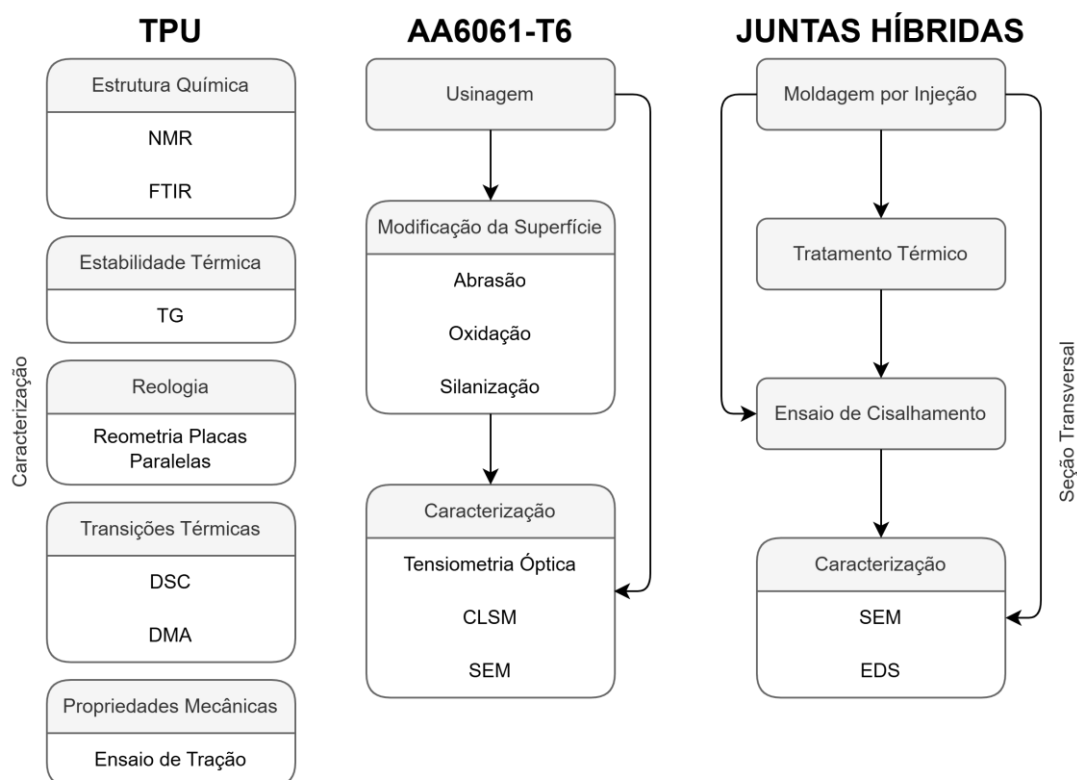 TPU
Estrutura Química
NMR
FTIR
Estabilidade Térmica
TG
Reologia
Reometria Placas
Paralelas
Transições Térmicas
DSC
DMA
Propriedades Mecânicas
Ensaio de Tração
Caracterização
AA6061-T6
Usinagem
Modificação da Superfície
Abrasão
Oxidação
Silanização
Caracterização
Tensiometria Óptica
CLSM
SEM
JUNTAS HÍBRIDAS
Moldagem por Injeção
Tratamento Térmico
Ensaio de Cisalhamento
Caracterização
SEM
EDS
Seção Transversal